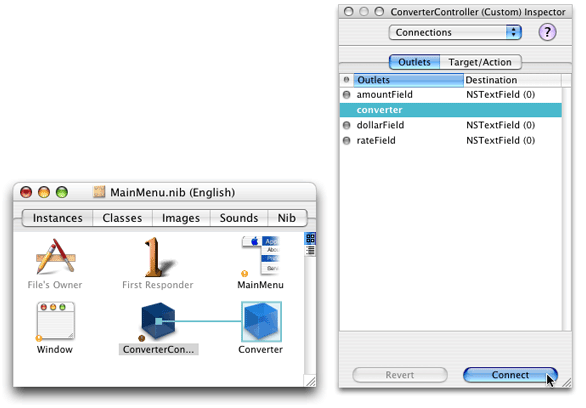 ConverterController (Custom) Inspector
Connections
?
Outlets Target/Action
Outlets Destination
amountField NSTextField (0)
converter
dollarField NSTextField (0)
rateField NSTextField (0)
Revert Connect
MainMenu.nib (English)
Instances Classes Images Sounds Nib
File's Owner First Responder MainMenu
Window ConverterCon... Converter